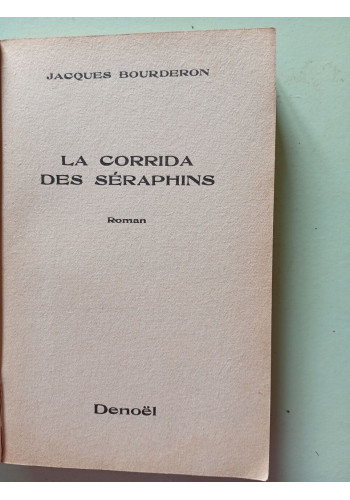 JACQUES BOURDERON
LA CORRIDA
DES SÉRAPHINS
Roman
Denoël